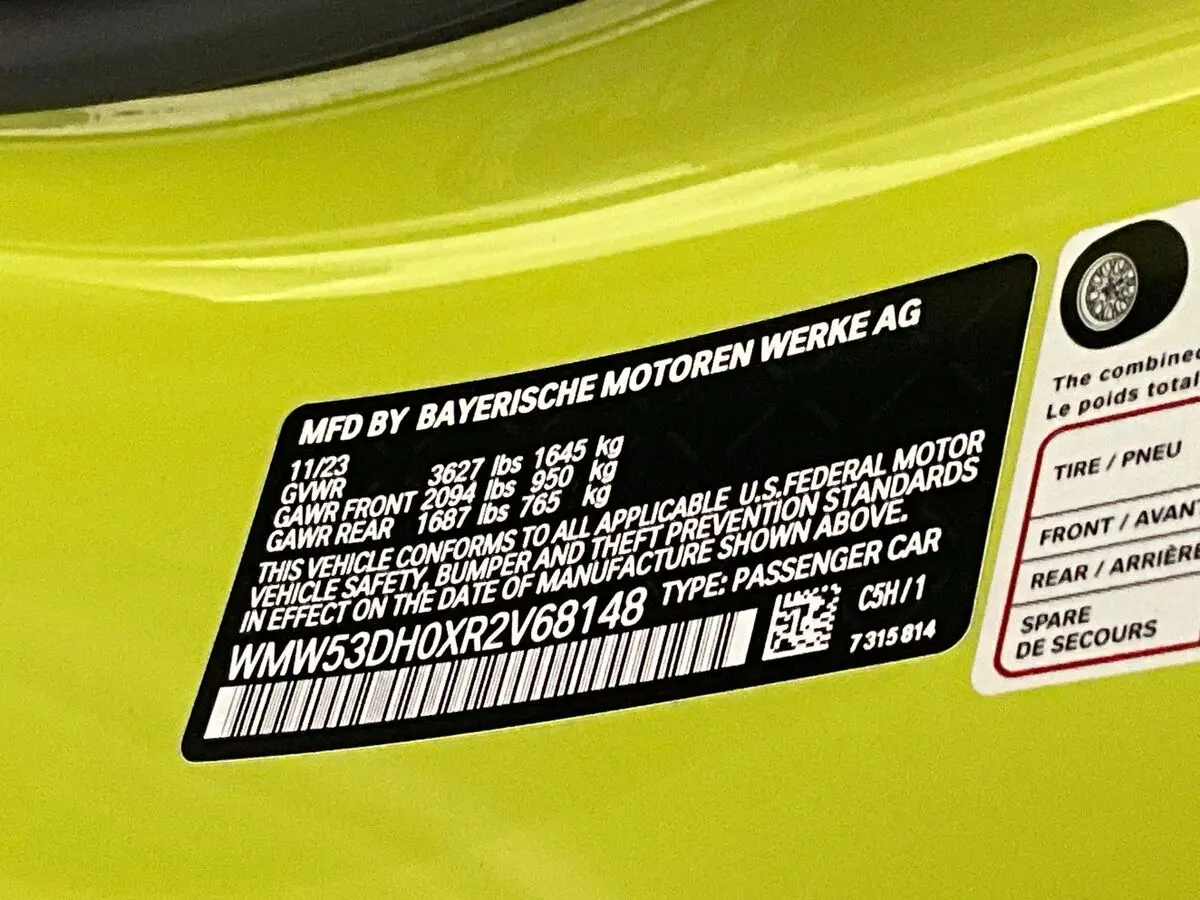 MFD BY BAYERISCHE MOTOREN WERKE AG
11/23
GVWR 3627 lbs 1645 kg
GAWR FRONT 2094 lbs 950 kg
GAWR REAR 1687 lbs 765 kg
THIS VEHICLE CONFORMS TO ALL APPLICABLE U.S.FEDERAL MOTOR
VEHICLE SAFETY, BUMPER AND THEFT PREVENTION STANDARDS
IN EFFECT ON THE DATE OF MANUFACTURE SHOWN ABOVE.
WMW53DH0XR2V68148 TYPE: PASSENGER CAR
C5H/1
7315814
The combined
Le poids total
TIRE / PNEU
FRONT / AVANT
REAR / ARRIÈRE
SPARE
DE SECOURS